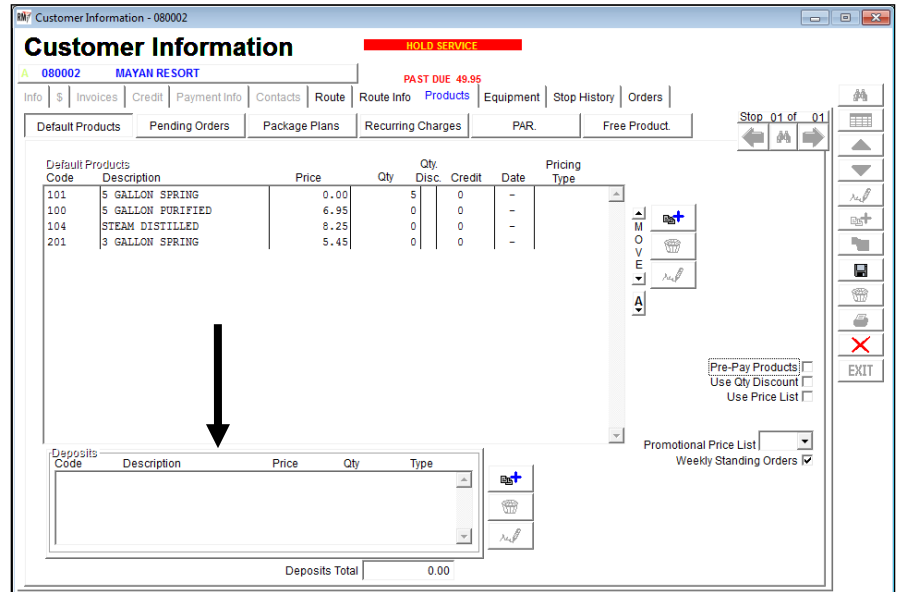 RMA Customer Information - 080002
Customer Information
HOLD SERVICE
A 080002 MAYAN RESORT
PAST DUE 49.95
Info $ Invoices Credit Payment Info Contacts Route Route Info Products Equipment Stop History Orders
Default Products Pending Orders Package Plans Recurring Charges PAR. Free Product.
Stop 01 of 01
Default Products
Qty. Pricing
Code Description Price Qty Disc. Credit Date Type
101 5 GALLON SPRING 0.00 5 0 –
100 5 GALLON PURIFIED 6.95 0 0 –
104 STEAM DISTILLED 8.25 0 0 –
201 3 GALLON SPRING 5.45 0 0 –
M
O
V
E
A
Pre-Pay Products
Use Qty Discount
Use Price List
EXIT
Promotional Price List
Weekly Standing Orders
Deposits
Code Description Price Qty Type
Deposits Total 0.00